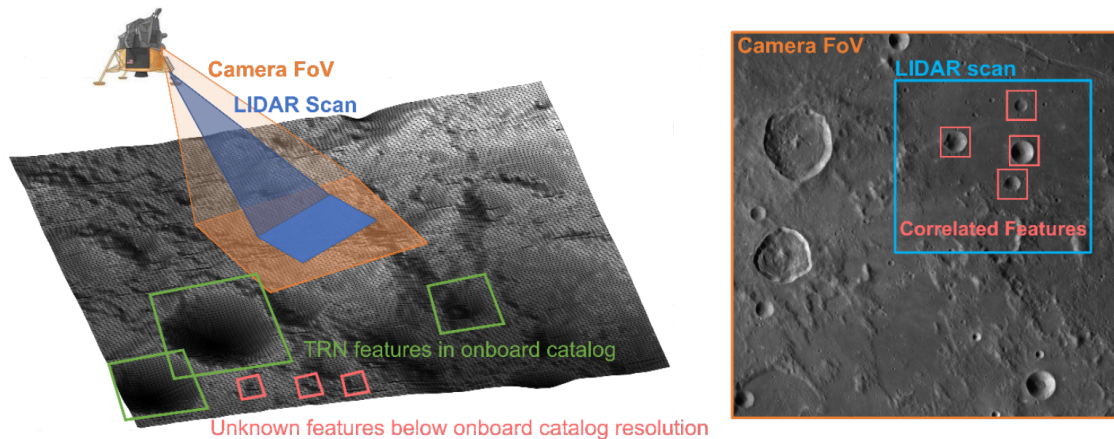 Camera FoV
LIDAR Scan
TRN features in onboard catalog
Unknown features below onboard catalog resolution
Camera FoV
LIDAR scan
Correlated Features